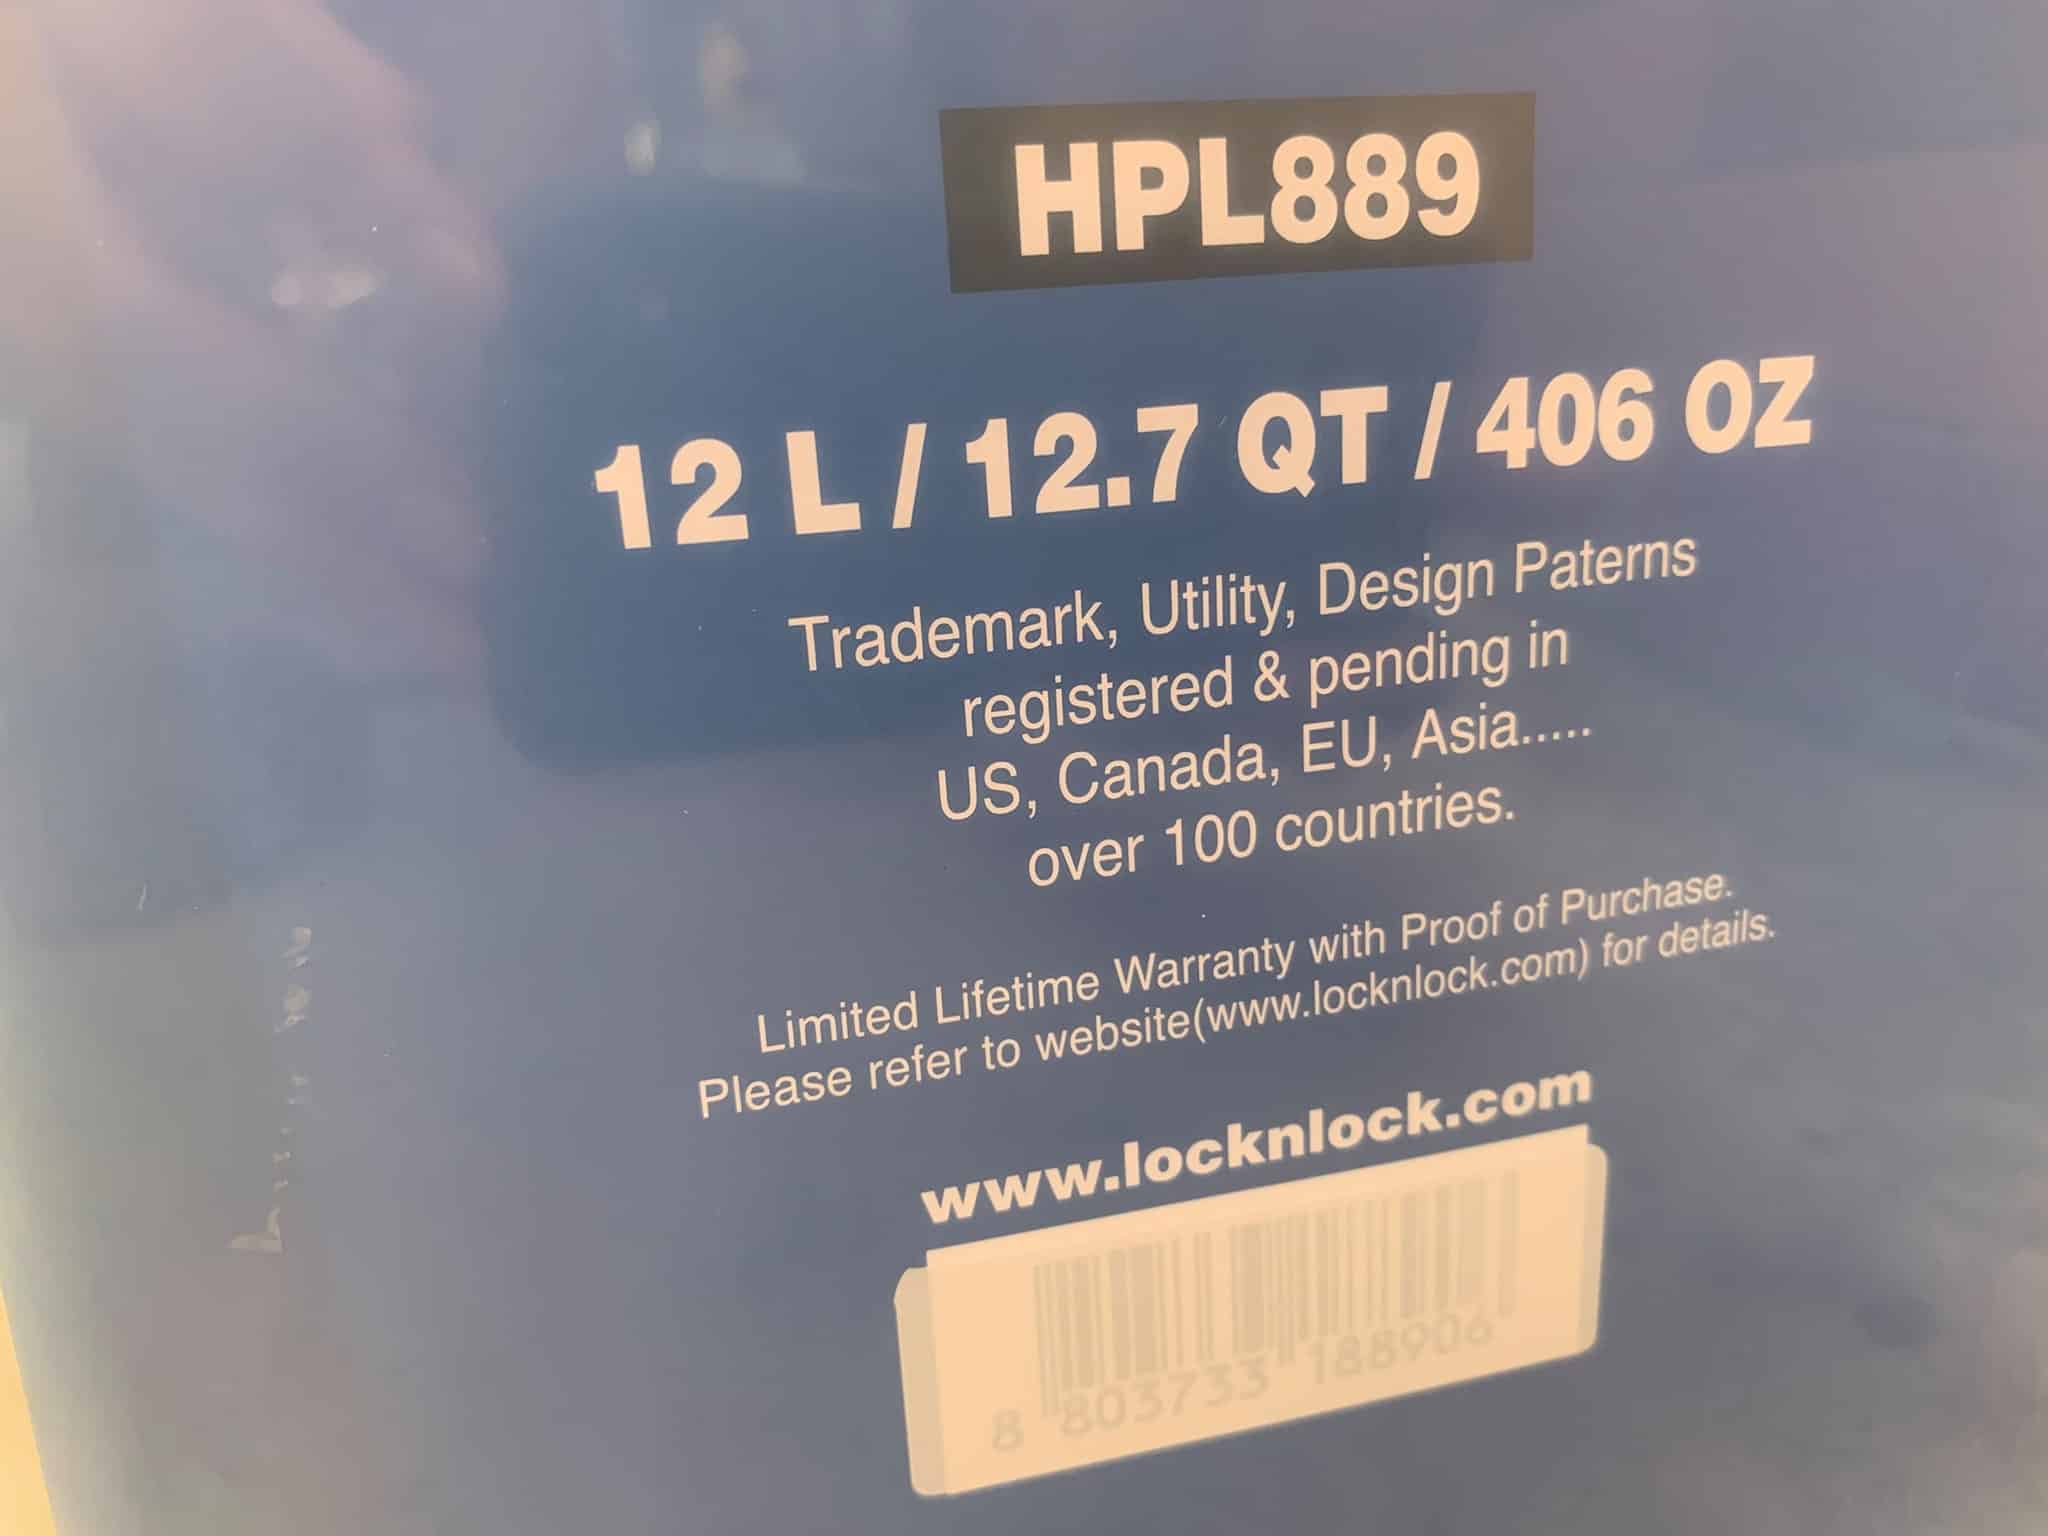 HPL889
12 L / 12.7 QT / 406 OZ
Trademark, Utility, Design Paterns
registered & pending in
US, Canada, EU, Asia.....
over 100 countries.
Limited Lifetime Warranty with Proof of Purchase.
Please refer to website(www.locknlock.com) for details.
www.locknlock.com
8 803733 188906